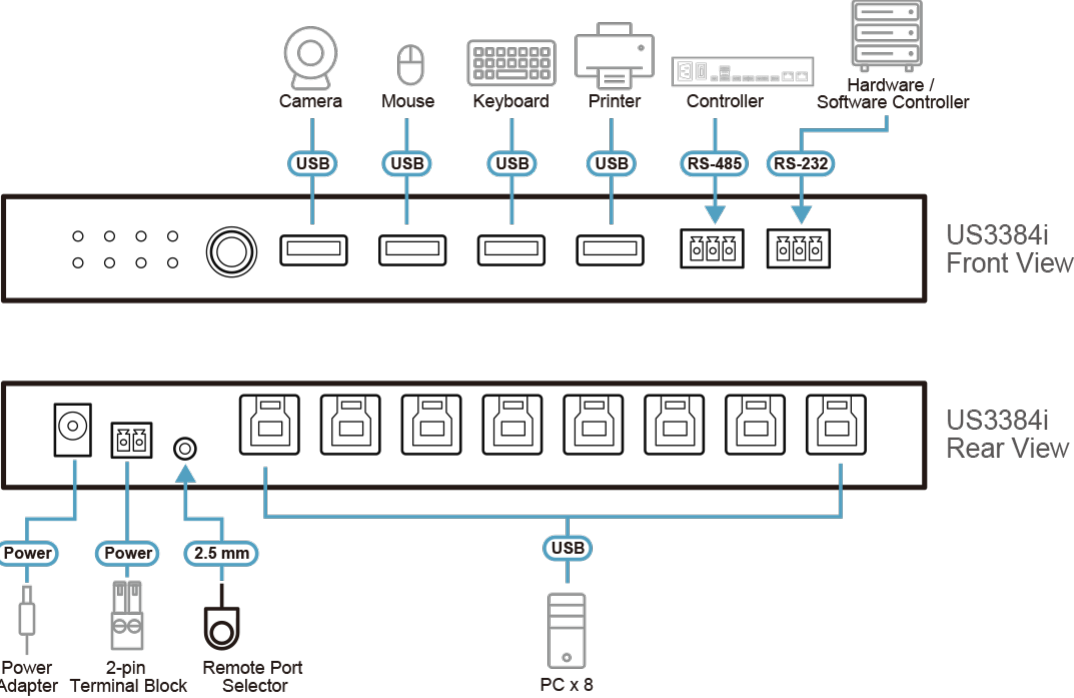 Camera
Mouse
Keyboard
Printer
Controller
Hardware /
Software Controller
USB
USB
USB
USB
RS-485
RS-232
US3384i
Front View
US3384i
Rear View
Power
Power
2.5 mm
USB
Power
Adapter
2-pin
Terminal Block
Remote Port
Selector
PC x 8